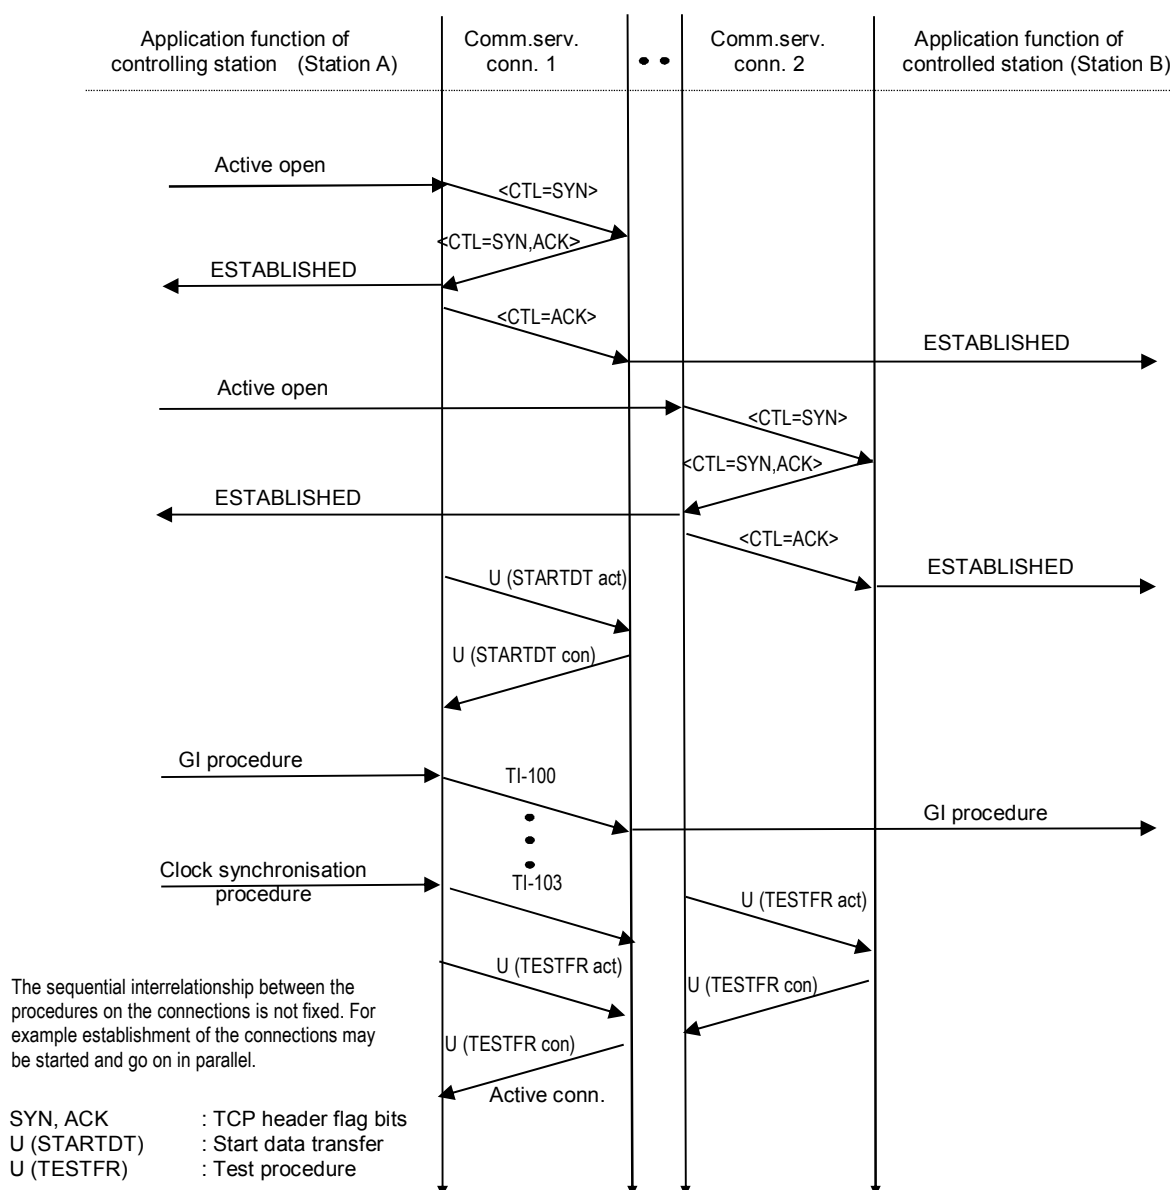 Application function of
controlling station (Station A)
Comm.serv.
conn. 1
Comm.serv.
conn. 2
Application function of
controlled station (Station B)
Active open
<CTL=SYN>
<CTL=SYN,ACK>
ESTABLISHED
<CTL=ACK>
ESTABLISHED
Active open
<CTL=SYN>
<CTL=SYN,ACK>
ESTABLISHED
<CTL=ACK>
ESTABLISHED
U (STARTDT act)
U (STARTDT con)
GI procedure
TI-100
GI procedure
Clock synchronisation
procedure
TI-103
U (TESTFR act)
U (TESTFR act)
U (TESTFR con)
The sequential interrelationship between the
procedures on the connections is not fixed. For
example establishment of the connections may
be started and go on in parallel.
U (TESTFR con)
Active conn.
SYN, ACK : TCP header flag bits
U (STARTDT) : Start data transfer
U (TESTFR) : Test procedure